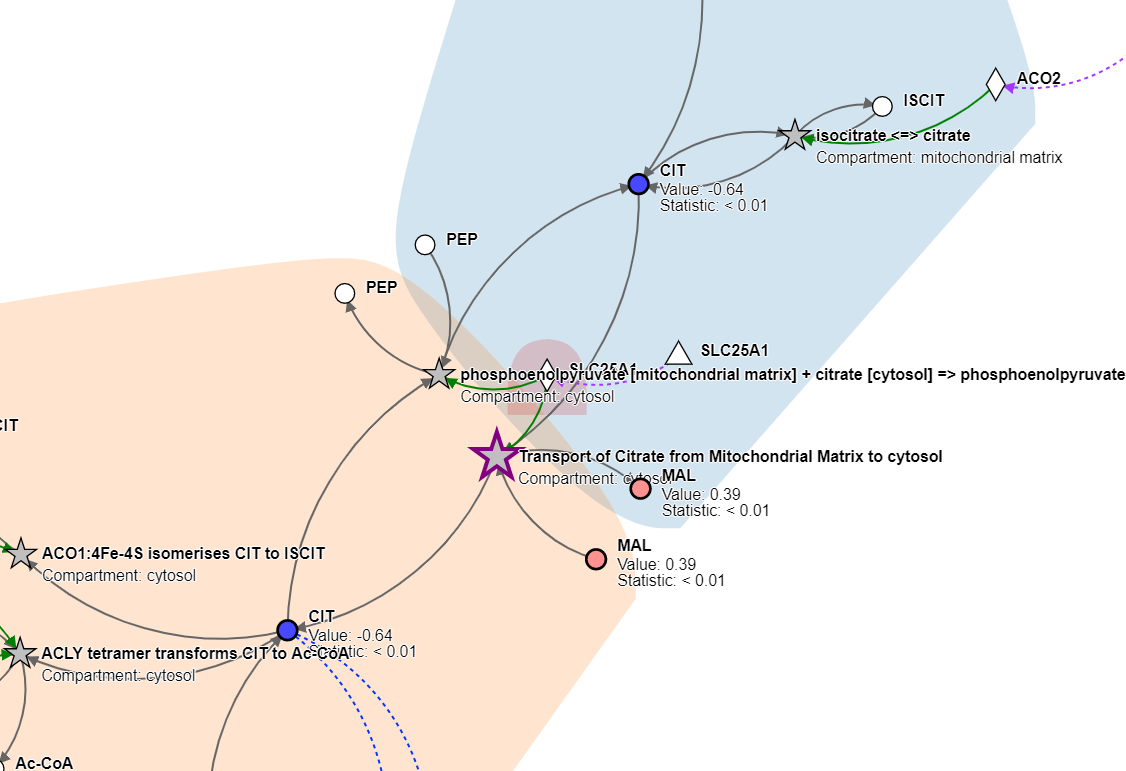 ACO2
ISCIT
isocitrate <=> citrate
Compartment: mitochondrial matrix
CIT
Value: -0.64
Statistic: < 0.01
PEP
PEP
SLC25A1
SLC25A1
phosphoenolpyruvate [mitochondrial matrix] + citrate [cytosol] => phosphoenolpyruvate
Compartment: cytosol
CIT
Transport of Citrate from Mitochondrial Matrix to cytosol
Compartment: cytosol
MAL
Value: 0.39
Statistic: < 0.01
MAL
Value: 0.39
Statistic: < 0.01
ACO1:4Fe-4S isomerises CIT to ISCIT
Compartment: cytosol
CIT
Value: -0.64
Statistic: < 0.01
ACLY tetramer transforms CIT to Ac-CoA
Compartment: cytosol
Ac-CoA